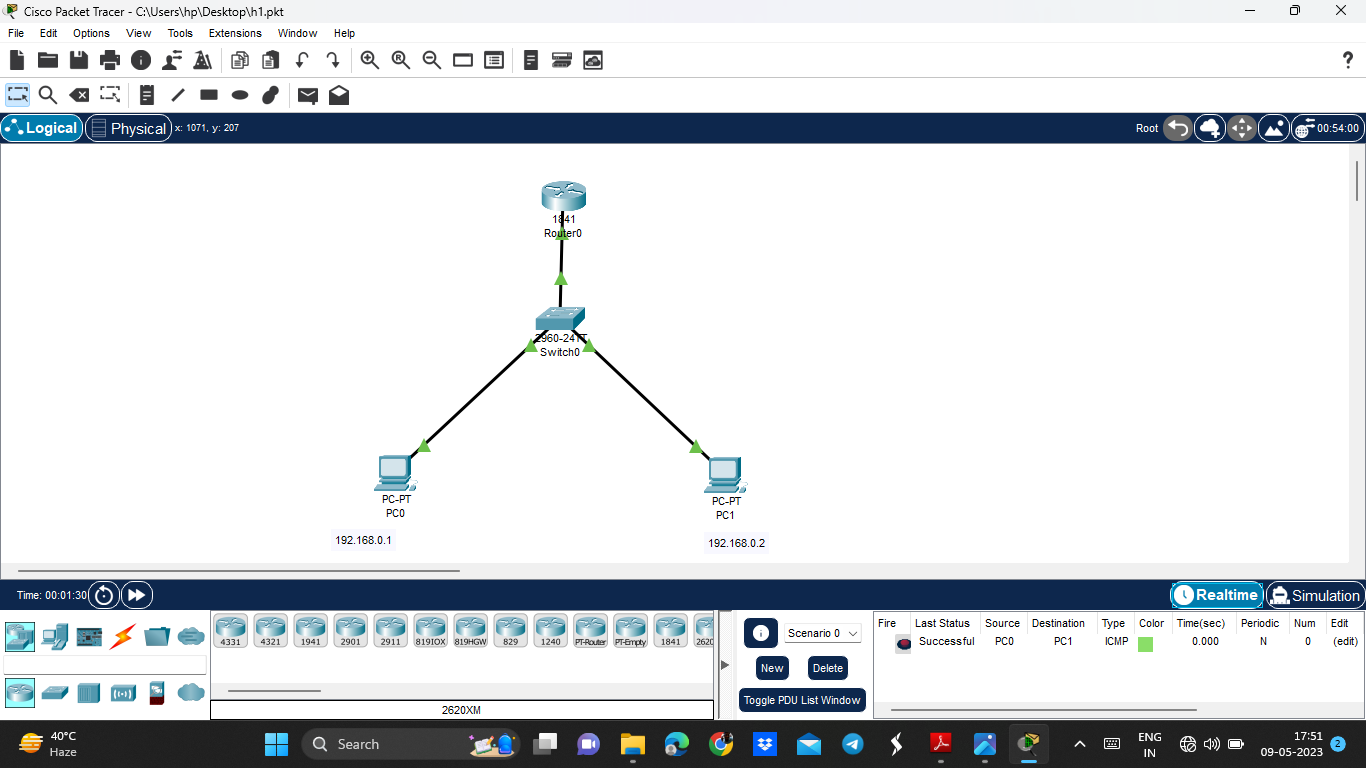 Cisco Packet Tracer - C:\Users\hp\Desktop\h1.pkt
File Edit Options View Tools Extensions Window Help
Logical Physical x: 1071, y: 207 Root 00:54:00
1841
Router0
2960-24TT
Switch0
PC-PT
PC0
PC-PT
PC1
192.168.0.1
192.168.0.2
Time: 00:01:30 Realtime Simulation
4331 4321 1941 2901 2911 819IOX 819HGW 829 1240 PT-Router PT-Empty 1841 2620
2620XM
Scenario 0
New Delete
Toggle PDU List Window
Fire Last Status Source Destination Type Color Time(sec) Periodic Num Edit
Successful PC0 PC1 ICMP 0.000 N 0 (edit)
40°C
Haze
Search
ENG
IN
17:51
09-05-2023
2